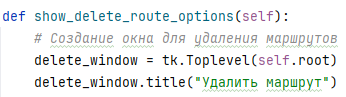 def show_delete_route_options(self):
    # Создание окна для удаления маршрутов
    delete_window = tk.Toplevel(self.root)
    delete_window.title("Удалить маршрут")